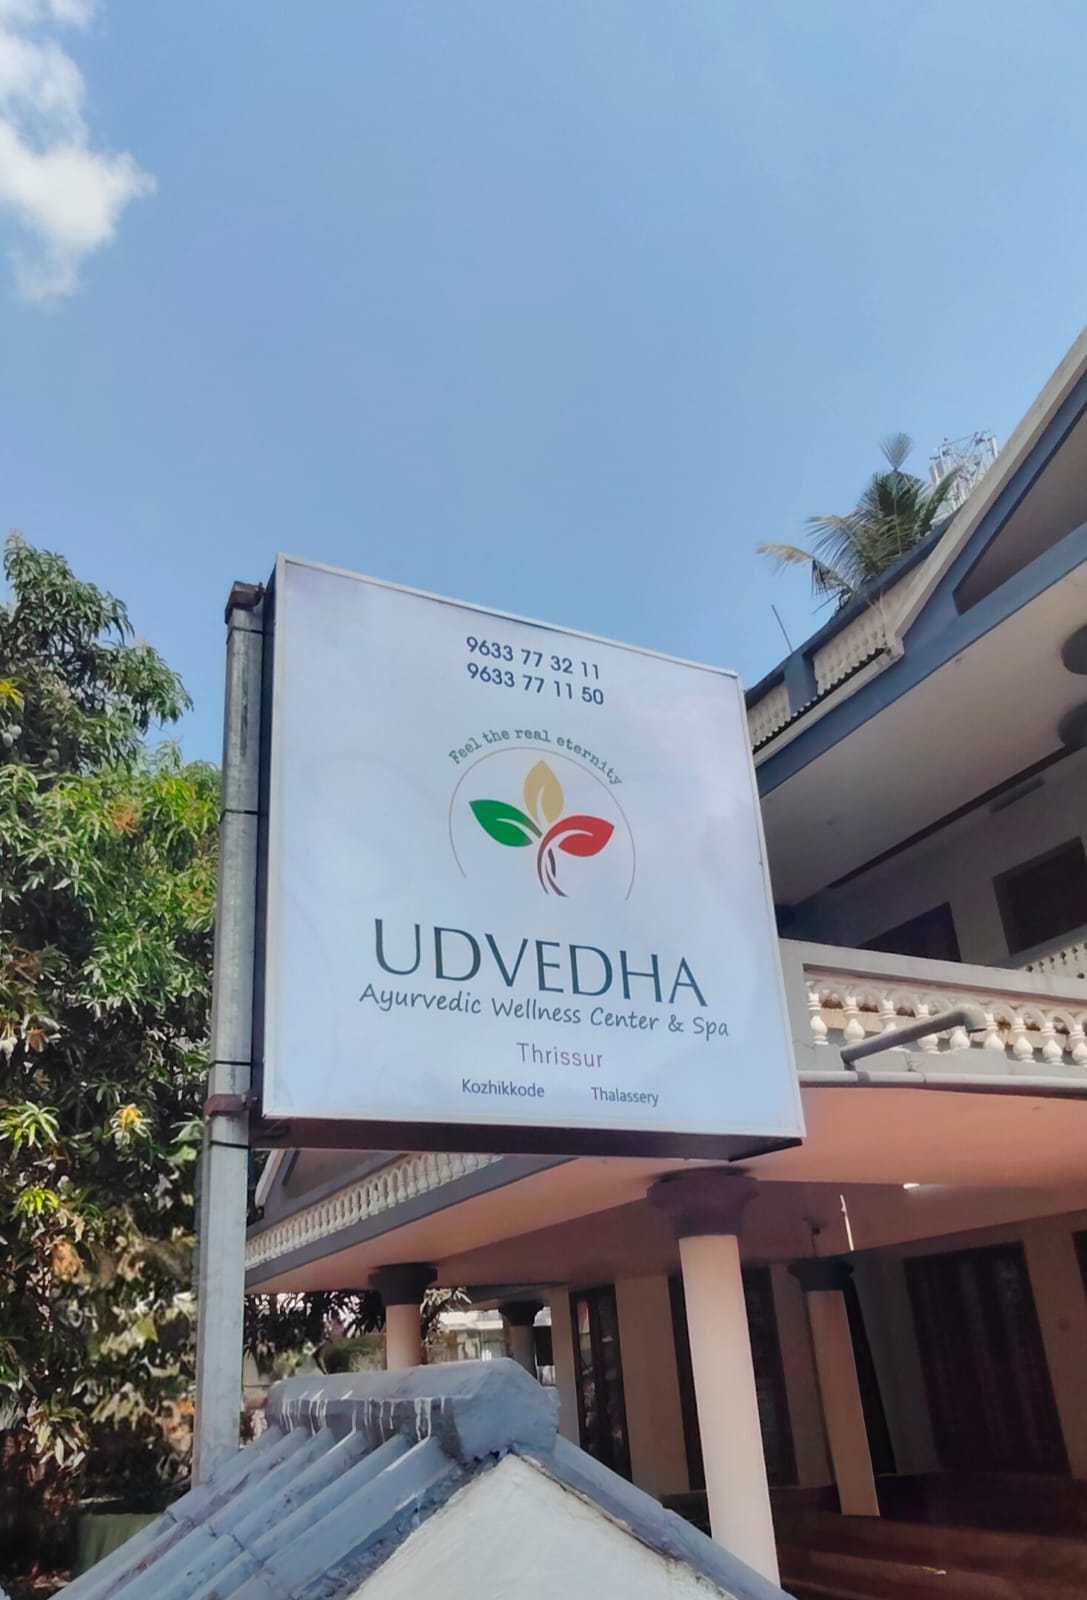 9633 77 32 11
9633 77 11 50
Feel the real eternity
UDVEDHA
Ayurvedic Wellness Center & Spa
Thrissur
Kozhikkode Thalassery